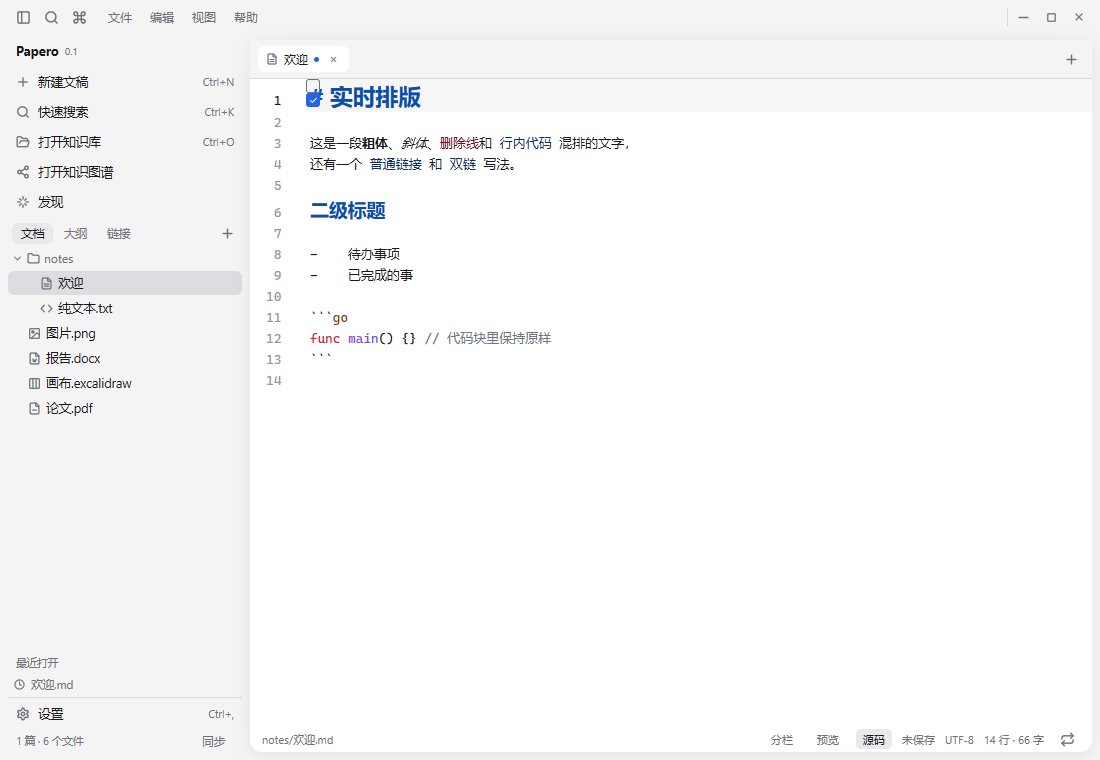 文件 编辑 视图 帮助
Papero 0.1
新建文稿 Ctrl+N
快速搜索 Ctrl+K
打开知识库 Ctrl+O
打开知识图谱
发现
文档 大纲 链接
notes
欢迎
纯文本.txt
图片.png
报告.docx
画布.excalidraw
论文.pdf
最近打开
欢迎.md
设置 Ctrl+,
1 篇 · 6 个文件 同步
欢迎
1 # 实时排版
2
3 这是一段粗体、斜体、删除线和 行内代码 混排的文字,
4 还有一个 普通链接 和 双链 写法。
5
6 二级标题
7
8 - 待办事项
9 - 已完成的事
10
11 ```go
12 func main() {} // 代码块里保持原样
13 ```
14
notes/欢迎.md 分栏 预览 源码 未保存 UTF-8 14 行 · 66 字